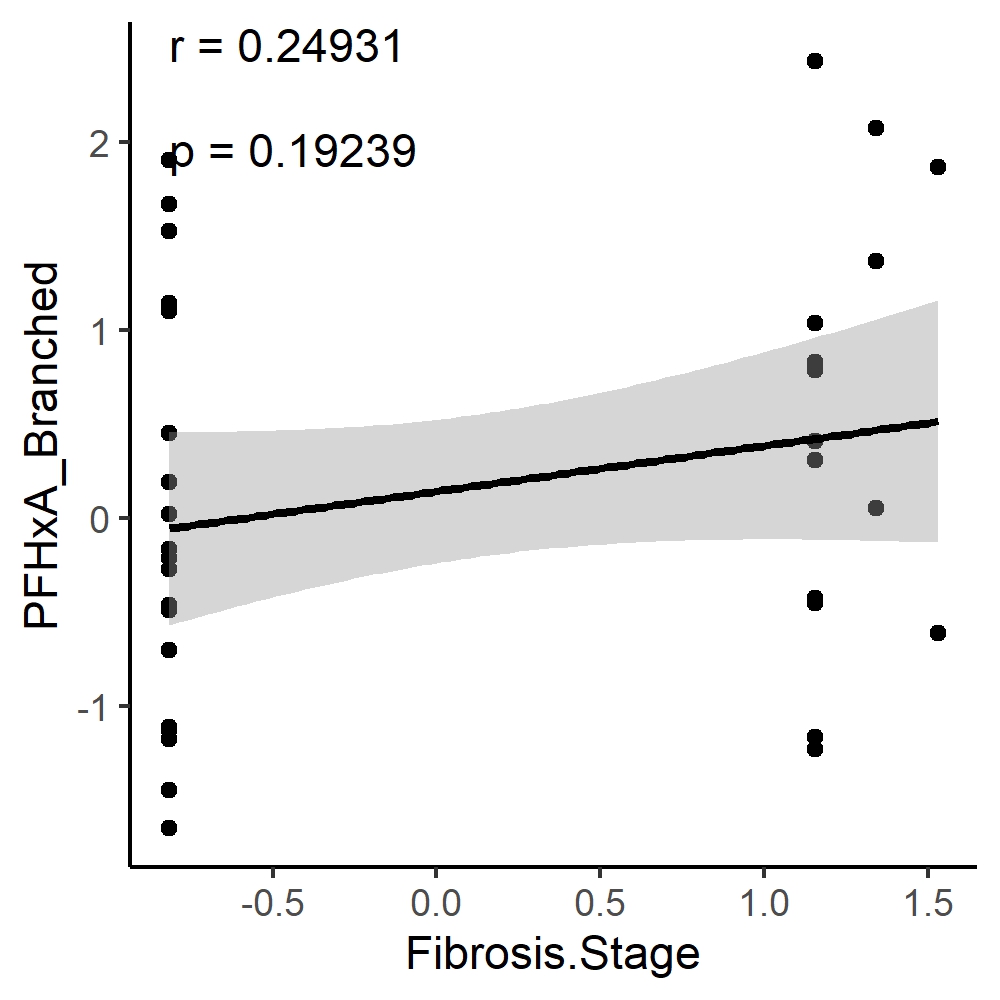 r = 0.24931
p = 0.19239
PFHxA_Branched
2
1
0
-1
-0.5
0.0
0.5
1.0
1.5
Fibrosis.Stage